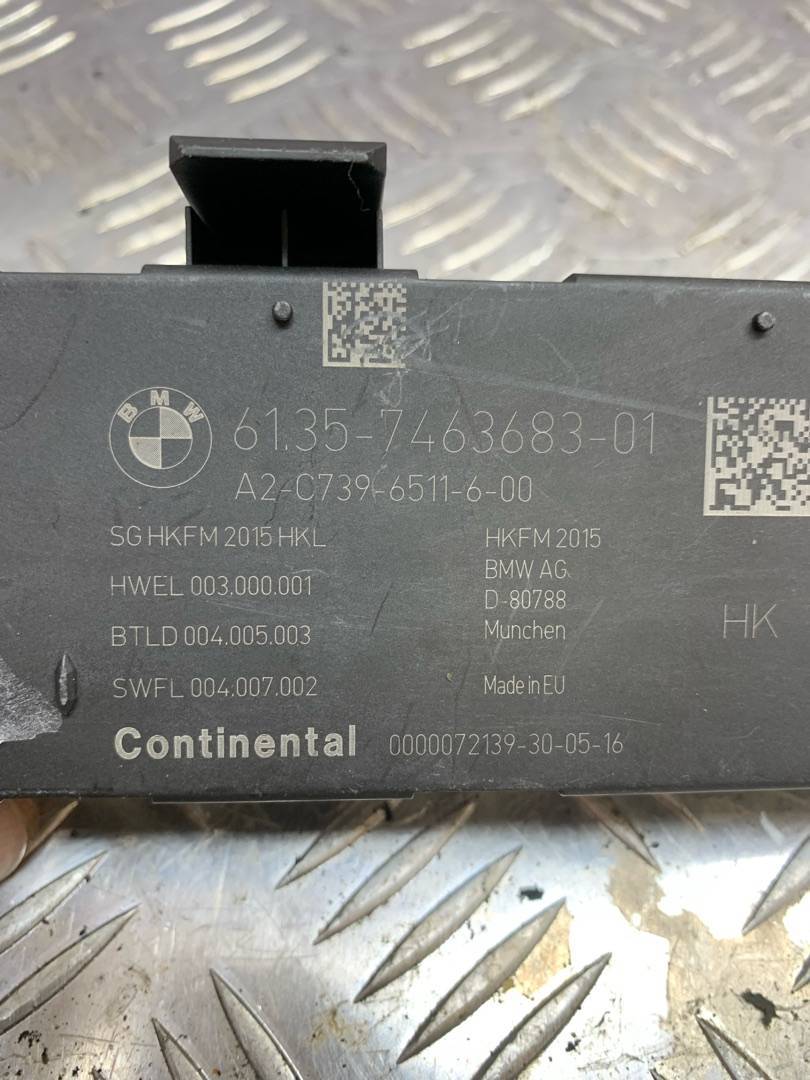 BMW
61.35-7463683-01
A2-C739-6511-6-00
SG HKFM 2015 HKL
HWEL 003.000.001
BTLD 004.005.003
SWFL 004.007.002
HKFM 2015
BMW AG
D-80788
Munchen
Made in EU
HK
Continental 0000072139-30-05-16